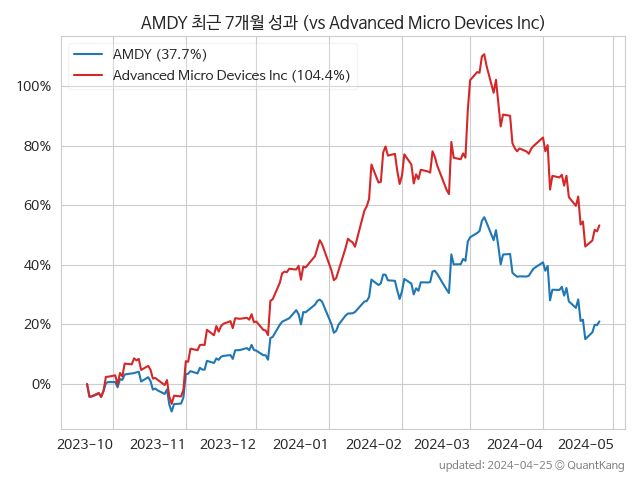 AMDY 최근 7개월 성과 (vs Advanced Micro Devices Inc)
AMDY (37.7%)
Advanced Micro Devices Inc (104.4%)
100%
80%
60%
40%
20%
0%
2023-10 2023-11 2023-12 2024-01 2024-02 2024-03 2024-04 2024-05
updated: 2024-04-25 © QuantKang